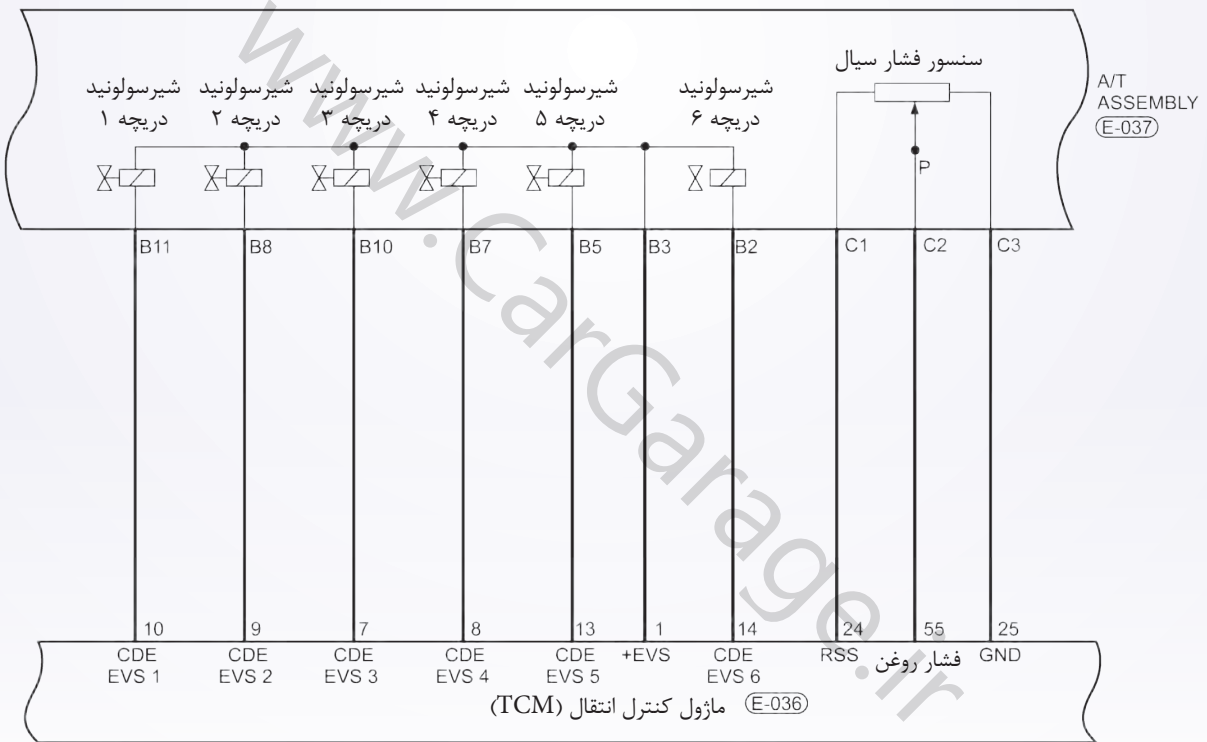 سنسور فشار سیال
شیرسولونید
دریچه ۱
شیرسولونید
دریچه ۲
شیرسولونید
دریچه ۳
شیرسولونید
دریچه ۴
شیرسولونید
دریچه ۵
شیرسولونید
دریچه ۶
A/T
ASSEMBLY
E-037
P
B11 B8 B10 B7 B5 B3 B2 C1 C2 C3
www.CarGarage.ir
10 9 7 8 13 1 14 24 55 25
CDE
EVS 1
CDE
EVS 2
CDE
EVS 3
CDE
EVS 4
CDE
EVS 5
+EVS
CDE
EVS 6
RSS
فشار روغن
GND
ماژول کنترل انتقال (TCM) E-036